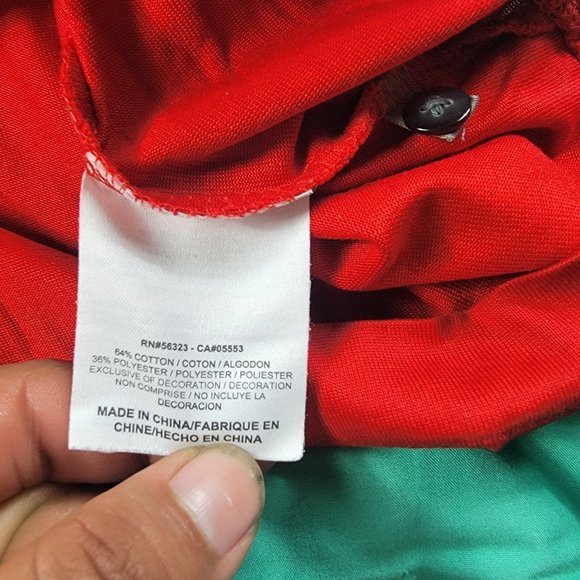 RN#56323 - CA#05553
64% COTTON / COTON / ALGODON
36% POLYESTER / POLYESTER / POLIESTER
EXCLUSIVE OF DECORATION / DECORATION
NON COMPRISE / NO INCLUYE LA
DECORACION
MADE IN CHINA/FABRIQUE EN
CHINE/HECHO EN CHINA